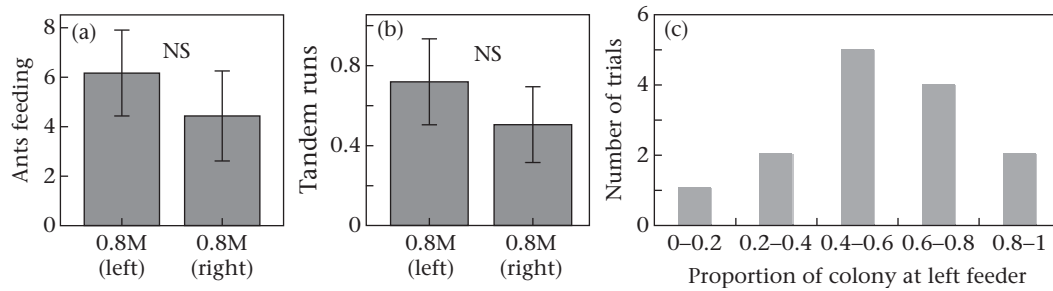 (a)
NS
Ants feeding
8
6
4
2
0
0.8M
(left)
0.8M
(right)
(b)
NS
Tandem runs
0.8
0.4
0
0.8M
(left)
0.8M
(right)
(c)
Number of trials
6
4
2
0
0–0.2 0.2–0.4 0.4–0.6 0.6–0.8 0.8–1
Proportion of colony at left feeder